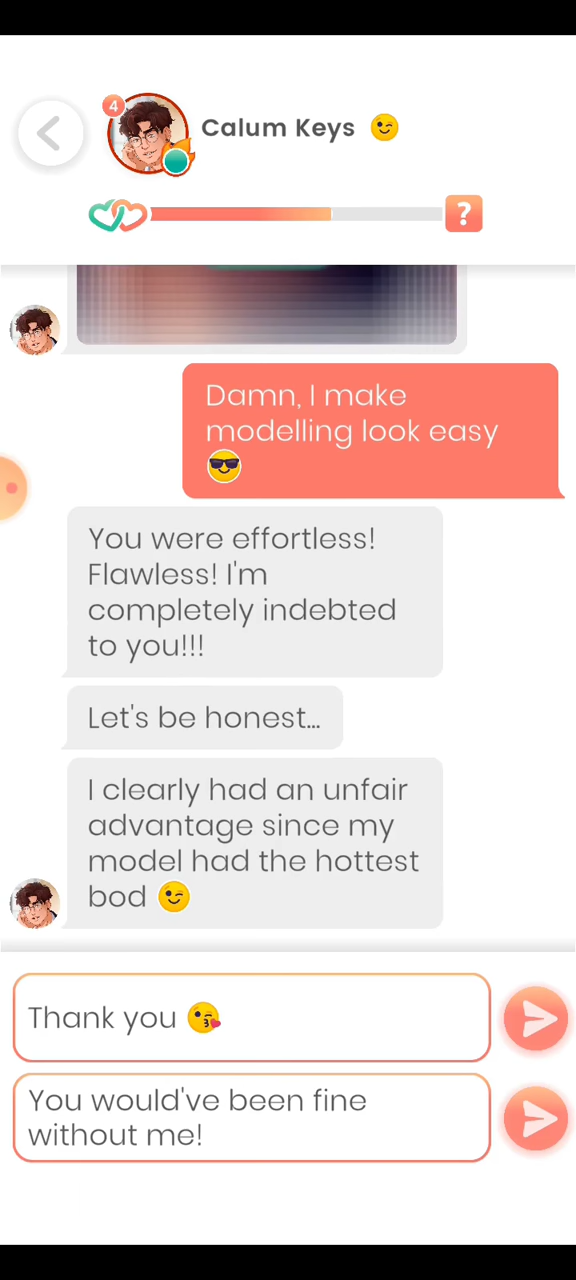 4
Calum Keys 😉
?
Damn, I make
modelling look easy
😎
You were effortless!
Flawless! I'm
completely indebted
to you!!!
Let's be honest...
I clearly had an unfair
advantage since my
model had the hottest
bod 😉
Thank you 😘
You would've been fine
without me!